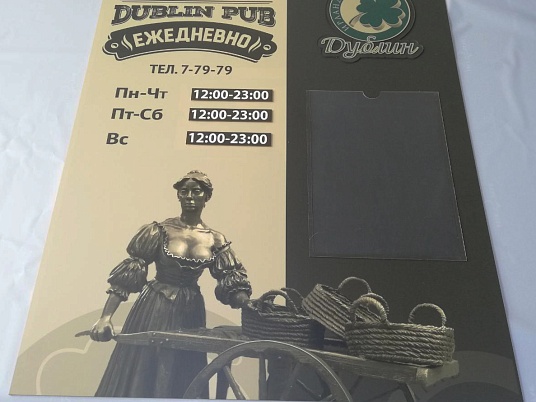 DUBLIN PUB
ЕЖЕДНЕВНО
ТЕЛ. 7-79-79
Пн-Чт 12:00-23:00
Пт-Сб 12:00-23:00
Вс 12:00-23:00
Дублин